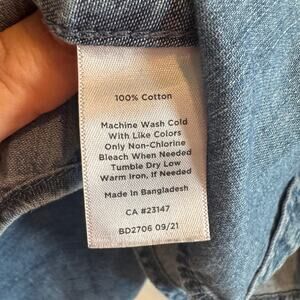 100% Cotton
Machine Wash Cold
With Like Colors
Only Non-Chlorine
Bleach When Needed
Tumble Dry Low
Warm Iron, If Needed
Made In Bangladesh
CA #23147
BD2706 09/21